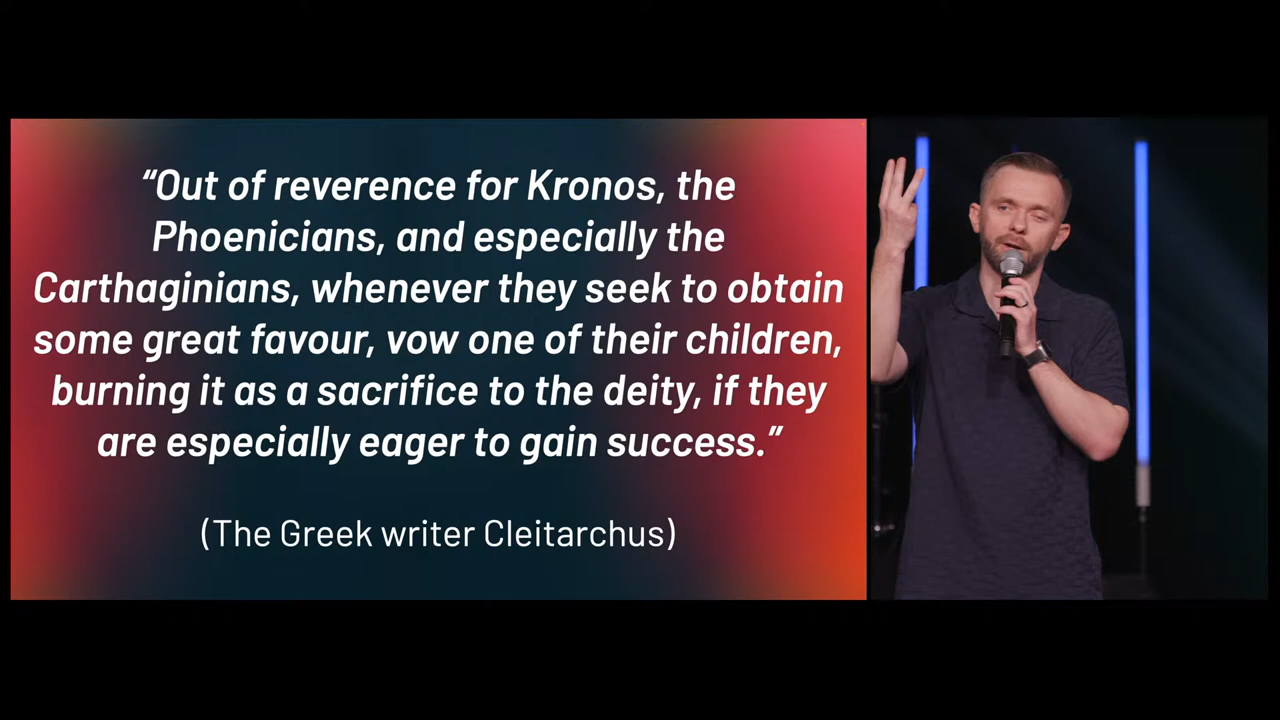 “Out of reverence for Kronos, the
Phoenicians, and especially the
Carthaginians, whenever they seek to obtain
some great favour, vow one of their children,
burning it as a sacrifice to the deity, if they
are especially eager to gain success.”
(The Greek writer Cleitarchus)